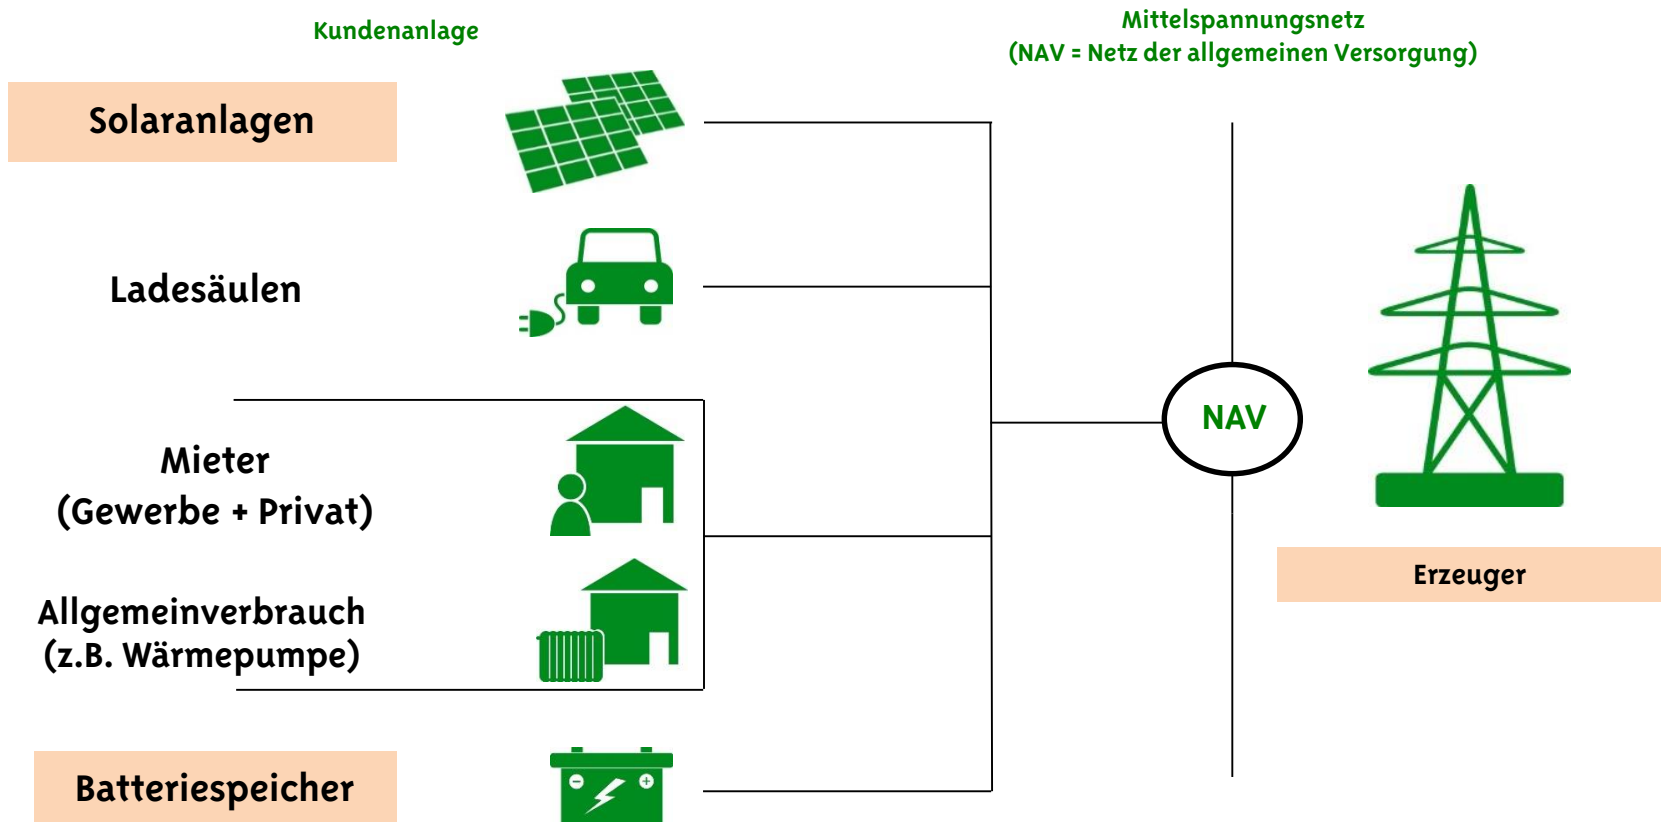 Kundenanlage
Mittelspannungsnetz
(NAV = Netz der allgemeinen Versorgung)
Solaranlagen
Ladesäulen
Mieter
(Gewerbe + Privat)
NAV
Allgemeinverbrauch
(z.B. Wärmepumpe)
Erzeuger
Batteriespeicher